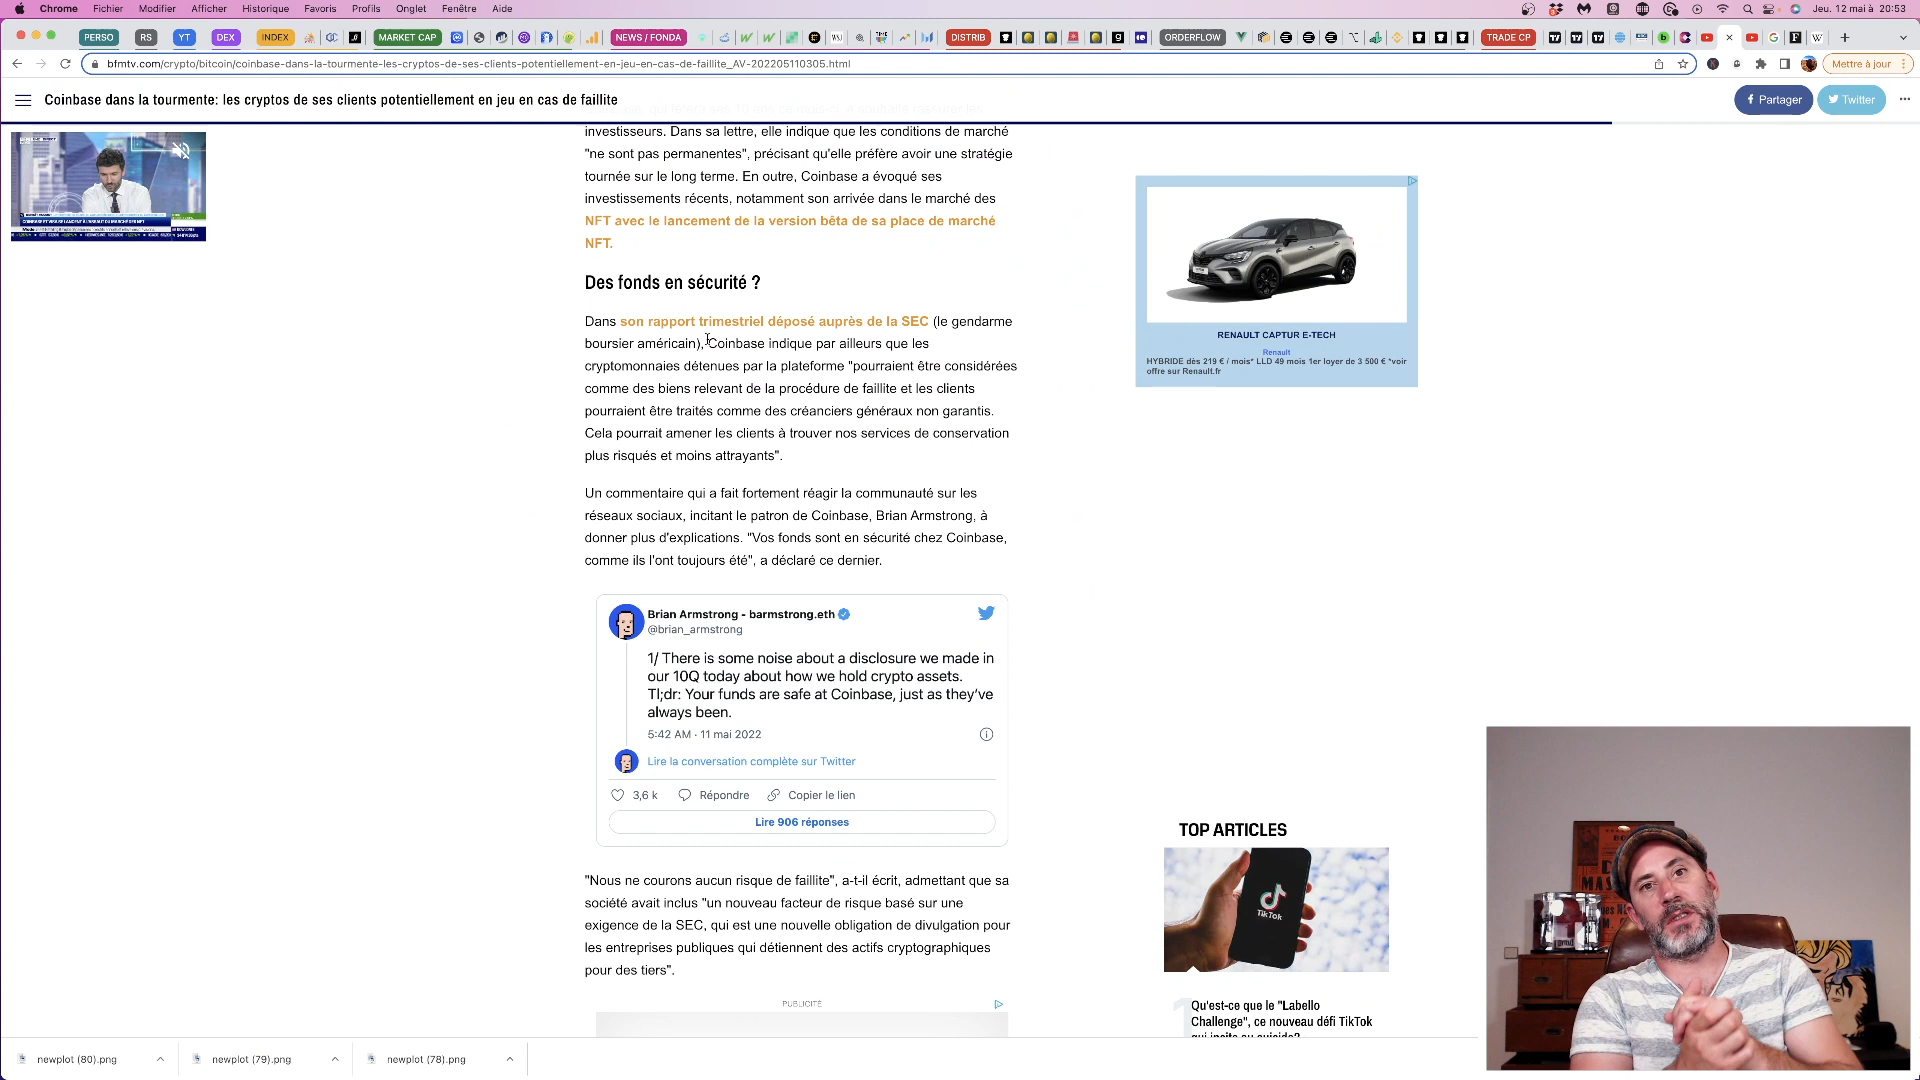 Chrome Fichier Modifier Afficher Historique Favoris Profils Onglet Fenêtre Aide Jeu. 12 mai à 20:53
PERSO RS YT DEX INDEX MARKET CAP NEWS / FONDA DISTRIB ORDERFLOW TRADE CP
bfmtv.com/crypto/bitcoin/coinbase-dans-la-tourmente-les-cryptos-de-ses-clients-potentiellement-en-jeu-en-cas-de-faillite_AV-202205110305.html
Mettre à jour
Coinbase dans la tourmente: les cryptos de ses clients potentiellement en jeu en cas de faillite
Partager
Twitter
investisseurs. Dans sa lettre, elle indique que les conditions de marché
"ne sont pas permanentes", précisant qu'elle préfère avoir une stratégie
tournée sur le long terme. En outre, Coinbase a évoqué ses
investissements récents, notamment son arrivée dans le marché des
NFT avec le lancement de la version bêta de sa place de marché
NFT.
Des fonds en sécurité ?
Dans son rapport trimestriel déposé auprès de la SEC (le gendarme
boursier américain), Coinbase indique par ailleurs que les
cryptomonnaies détenues par la plateforme "pourraient être considérées
comme des biens relevant de la procédure de faillite et les clients
pourraient être traités comme des créanciers généraux non garantis.
Cela pourrait amener les clients à trouver nos services de conservation
plus risqués et moins attrayants".
Un commentaire qui a fait fortement réagir la communauté sur les
réseaux sociaux, incitant le patron de Coinbase, Brian Armstrong, à
donner plus d'explications. "Vos fonds sont en sécurité chez Coinbase,
comme ils l'ont toujours été", a déclaré ce dernier.
Brian Armstrong - barmstrong.eth
@brian_armstrong
1/ There is some noise about a disclosure we made in
our 10Q today about how we hold crypto assets.
Tl;dr: Your funds are safe at Coinbase, just as they've
always been.
5:42 AM · 11 mai 2022
Lire la conversation complète sur Twitter
3,6 k Répondre Copier le lien
Lire 906 réponses
"Nous ne courons aucun risque de faillite", a-t-il écrit, admettant que sa
société avait inclus "un nouveau facteur de risque basé sur une
exigence de la SEC, qui est une nouvelle obligation de divulgation pour
les entreprises publiques qui détiennent des actifs cryptographiques
pour des tiers".
PUBLICITÉ
RENAULT CAPTUR E-TECH
Renault
HYBRIDE dès 219 € / mois* LLD 49 mois 1er loyer de 3 500 € *voir
offre sur Renault.fr
TOP ARTICLES
TikTok
1
Qu'est-ce que le "Labello
Challenge", ce nouveau défi TikTok
qui incite au suicide?
newplot (80).png
newplot (79).png
newplot (78).png